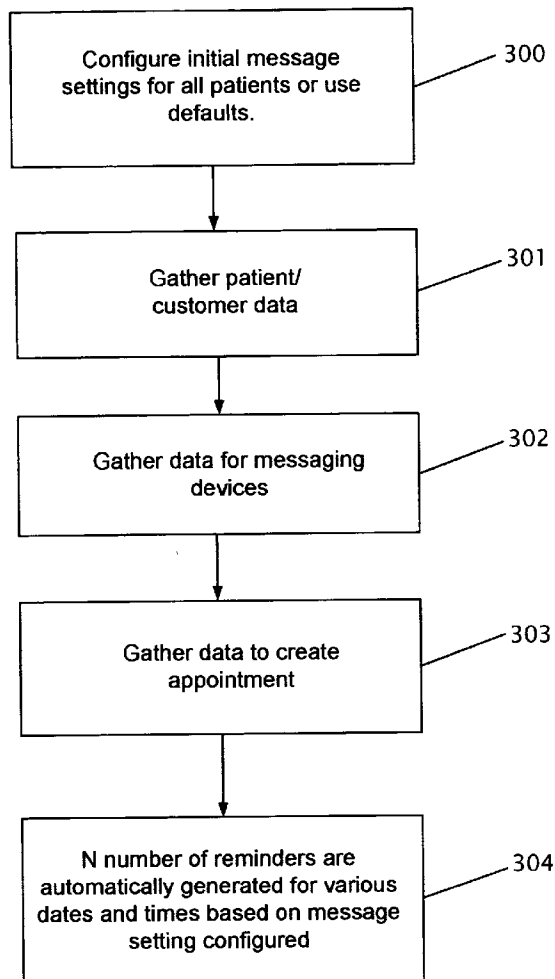 Configure initial message
settings for all patients or use
defaults.
300
Gather patient/
customer data
301
Gather data for messaging
devices
302
Gather data to create
appointment
303
N number of reminders are
automatically generated for various
dates and times based on message
setting configured
304